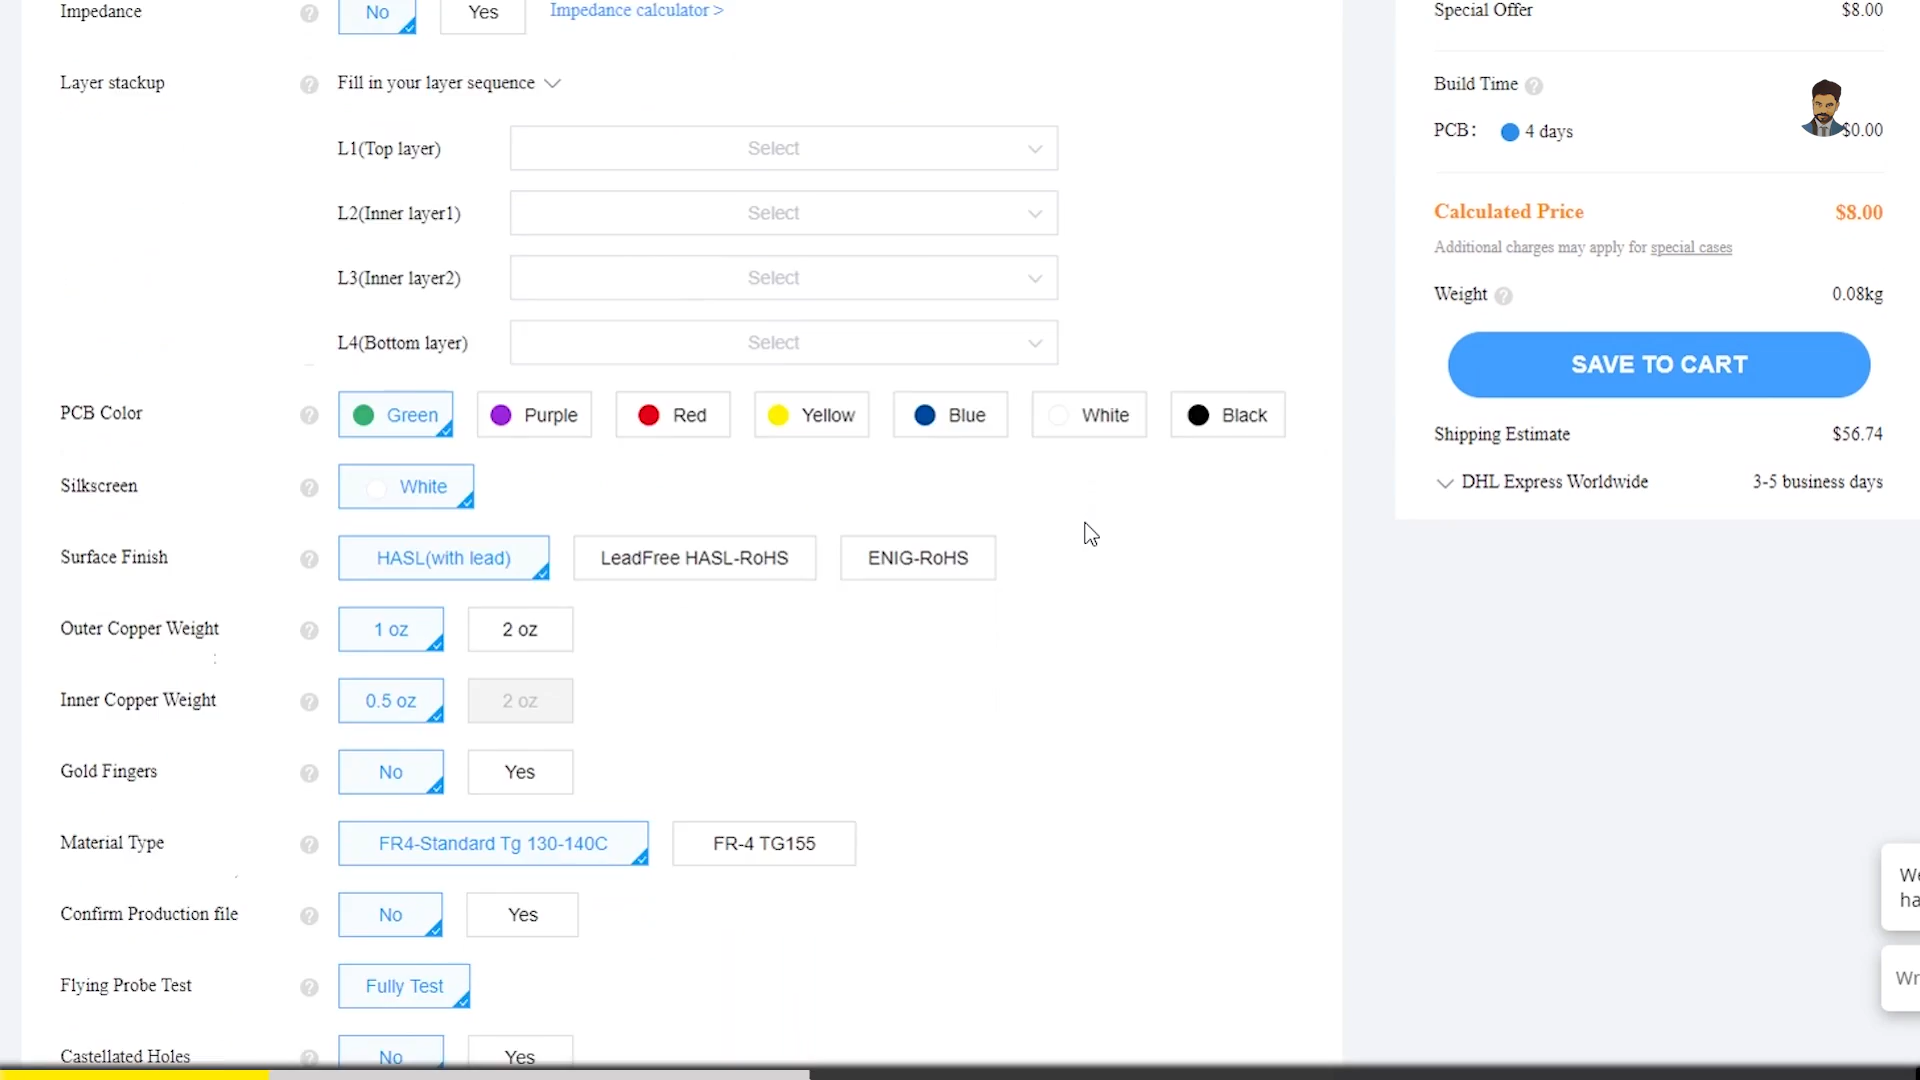 Impedance ? No Yes Impedance calculator > Special Offer $8.00
Layer stackup ? Fill in your layer sequence Build Time ?
PCB: 4 days $0.00
L1(Top layer) Select
L2(Inner layer1) Select Calculated Price $8.00
Additional charges may apply for special cases
L3(Inner layer2) Select Weight ? 0.08kg
L4(Bottom layer) Select SAVE TO CART
PCB Color ? Green Purple Red Yellow Blue White Black Shipping Estimate $56.74
Silkscreen ? White DHL Express Worldwide 3-5 business days
Surface Finish ? HASL(with lead) LeadFree HASL-RoHS ENIG-RoHS
Outer Copper Weight ? 1 oz 2 oz
Inner Copper Weight ? 0.5 oz 2 oz
Gold Fingers ? No Yes
Material Type ? FR4-Standard Tg 130-140C FR-4 TG155
We
ha
Confirm Production file ? No Yes
Flying Probe Test ? Fully Test Wr
Castellated Holes ? No Yes